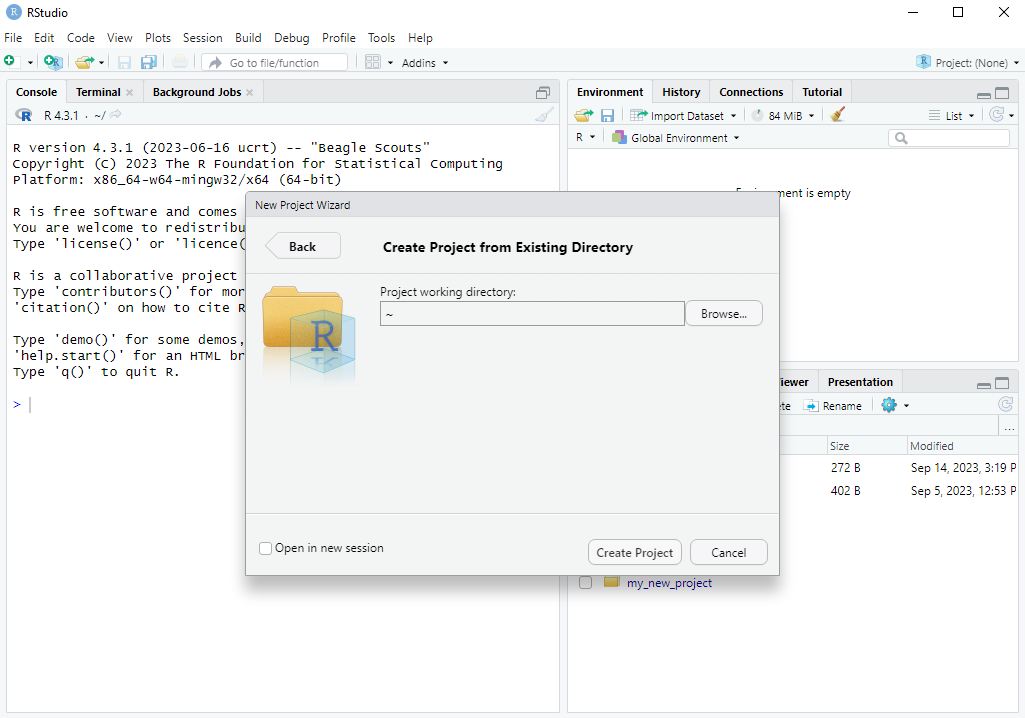 RStudio
File Edit Code View Plots Session Build Debug Profile Tools Help
Go to file/function Addins Project: (None)
Console Terminal Background Jobs
R 4.3.1 · ~/
R version 4.3.1 (2023-06-16 ucrt) -- "Beagle Scouts"
Copyright (C) 2023 The R Foundation for Statistical Computing
Platform: x86_64-w64-mingw32/x64 (64-bit)
R is free software and comes
You are welcome to redistribu
Type 'license()' or 'licence(
R is a collaborative project
Type 'contributors()' for mor
'citation()' on how to cite R
Type 'demo()' for some demos,
'help.start()' for an HTML br
Type 'q()' to quit R.
>
Environment History Connections Tutorial
Import Dataset 84 MiB List
R Global Environment
ment is empty
New Project Wizard
Back Create Project from Existing Directory
Project working directory:
~ Browse...
R
Open in new session Create Project Cancel
iewer Presentation
te Rename
...
Size Modified
272 B Sep 14, 2023, 3:19 P
402 B Sep 5, 2023, 12:53 P
my_new_project